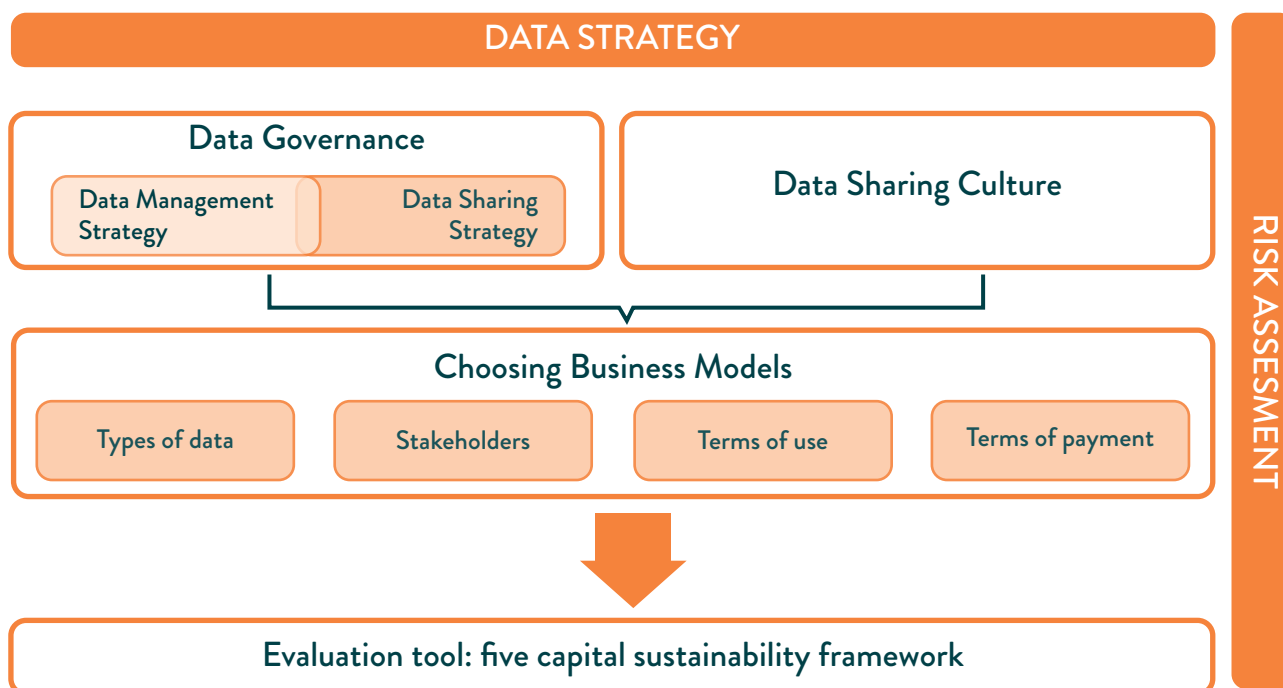 DATA STRATEGY
Data Governance
Data Management
Strategy
Data Sharing
Strategy
Data Sharing Culture
Choosing Business Models
Types of data
Stakeholders
Terms of use
Terms of payment
Evaluation tool: five capital sustainability framework
RISK ASSESSMENT